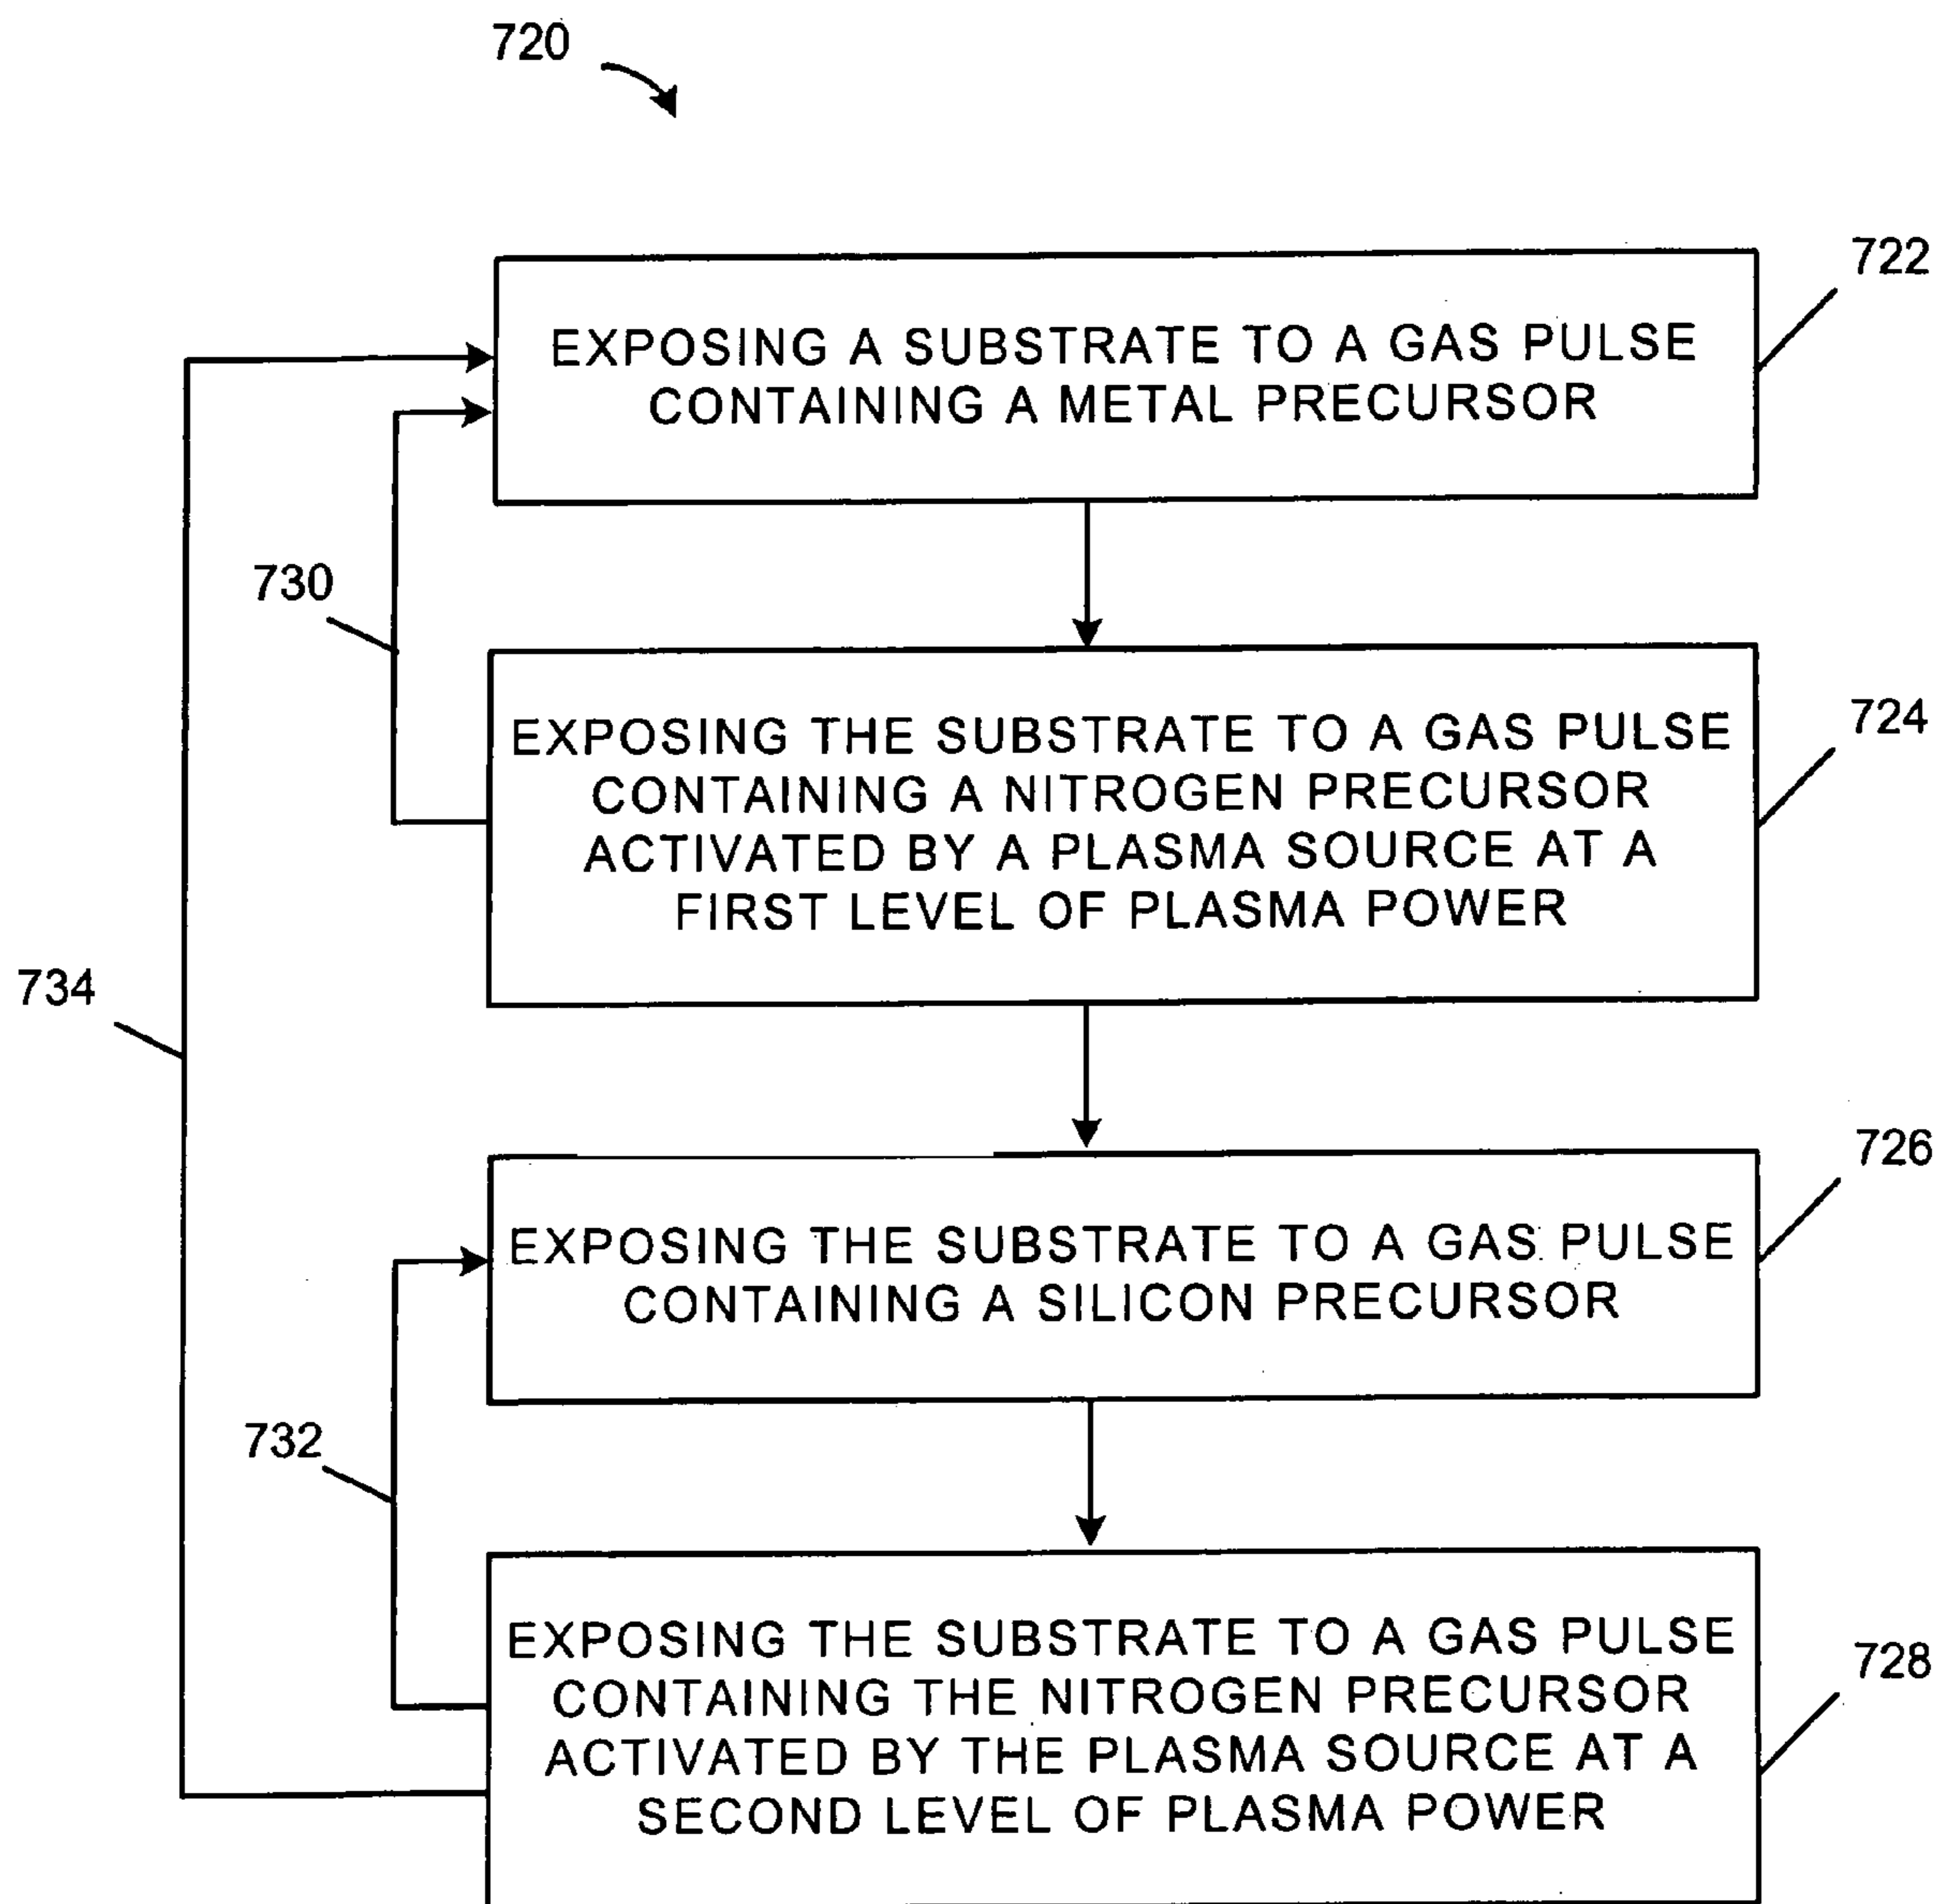 720
722
EXPOSING A SUBSTRATE TO A GAS PULSE
CONTAINING A METAL PRECURSOR
730
724
EXPOSING THE SUBSTRATE TO A GAS PULSE
CONTAINING A NITROGEN PRECURSOR
ACTIVATED BY A PLASMA SOURCE AT A
FIRST LEVEL OF PLASMA POWER
734
726
EXPOSING THE SUBSTRATE TO A GAS PULSE
CONTAINING A SILICON PRECURSOR
732
728
EXPOSING THE SUBSTRATE TO A GAS PULSE
CONTAINING THE NITROGEN PRECURSOR
ACTIVATED BY THE PLASMA SOURCE AT A
SECOND LEVEL OF PLASMA POWER